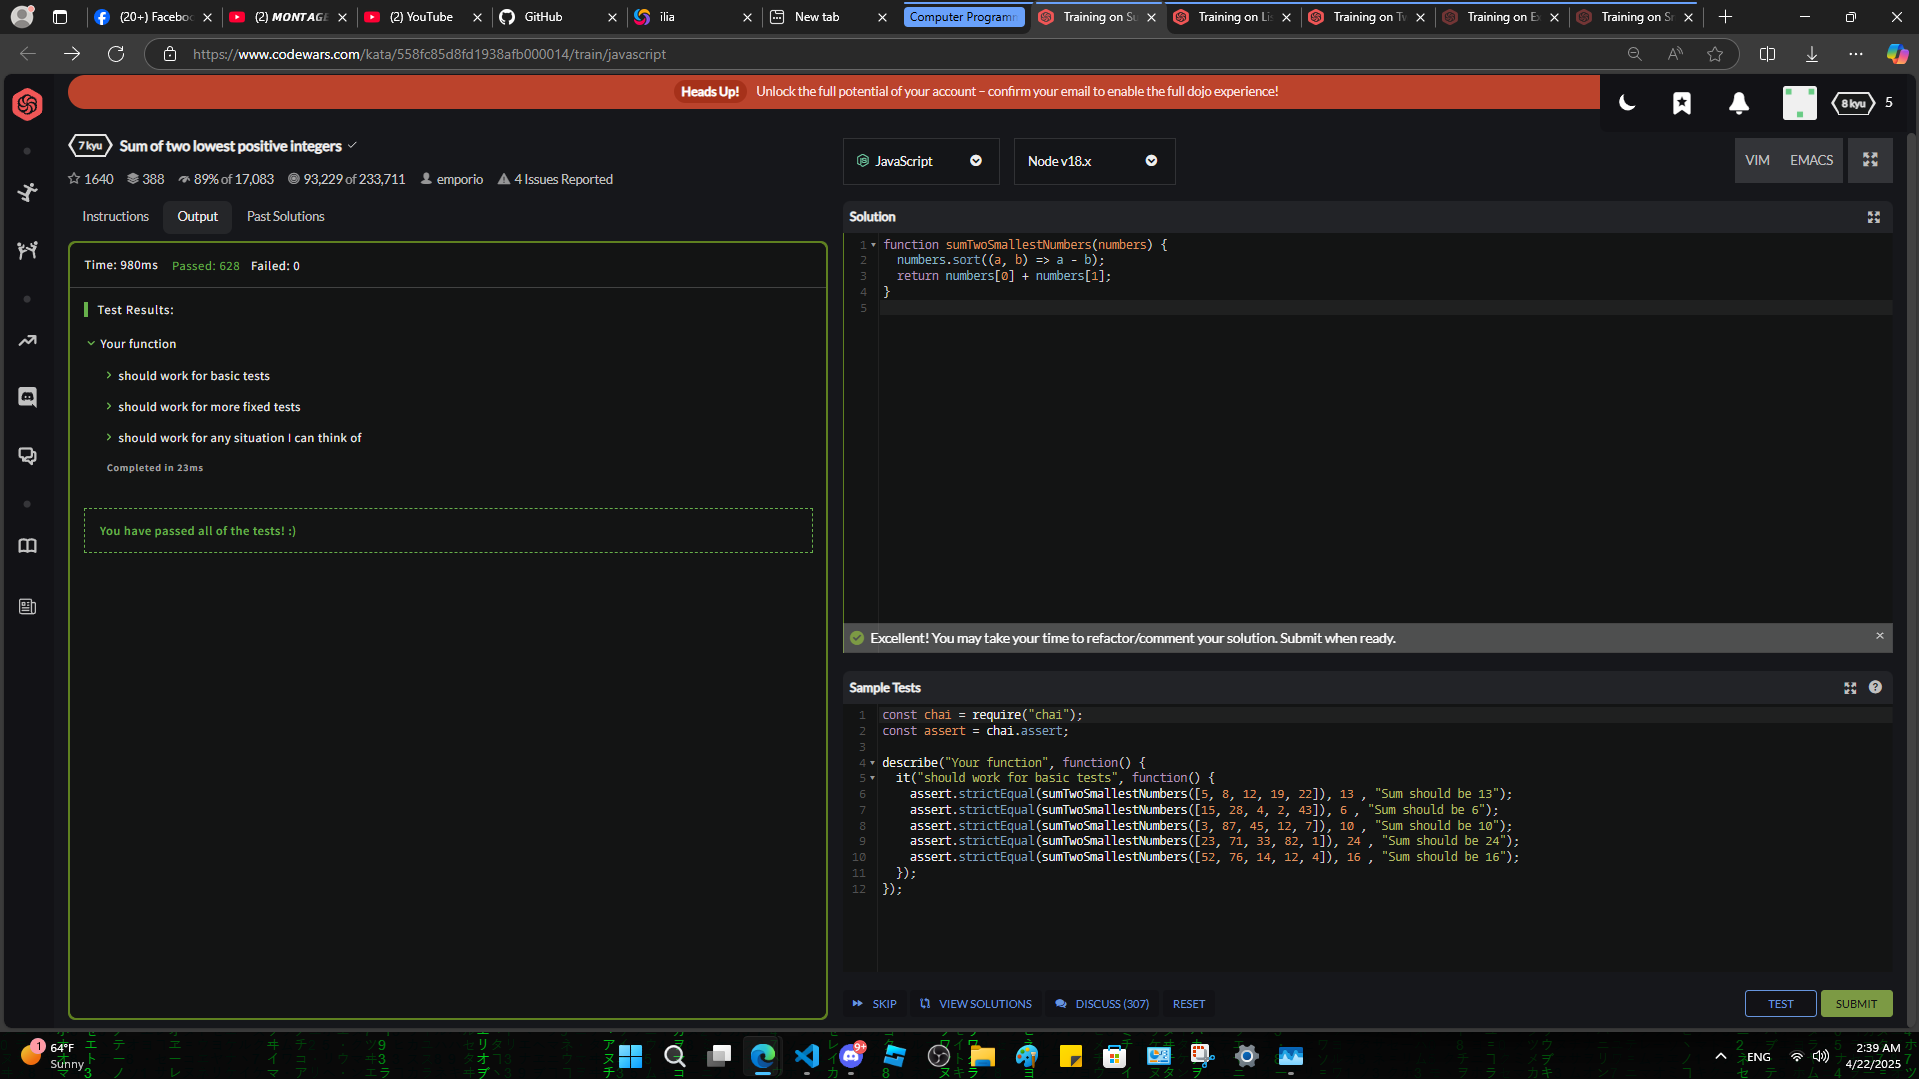 (20+) Faceboo
(2) MONTAGE
(2) YouTube
GitHub
ilia
New tab
Computer Programm
Training on Su
Training on Lis
Training on Tw
Training on Ex
Training on Sn
https://www.codewars.com/kata/558fc85d8fd1938afb000014/train/javascript
Heads Up! Unlock the full potential of your account – confirm your email to enable the full dojo experience!
8 kyu 5
7 kyu Sum of two lowest positive integers
1640 388 89% of 17,083 93,229 of 233,711 emporio 4 Issues Reported
JavaScript
Node v18.x
VIM EMACS
Instructions Output Past Solutions
Time: 980ms Passed: 628 Failed: 0
Test Results:
Your function
should work for basic tests
should work for more fixed tests
should work for any situation I can think of
Completed in 23ms
You have passed all of the tests! :)
Solution
1 function sumTwoSmallestNumbers(numbers) {
2 numbers.sort((a, b) => a - b);
3 return numbers[0] + numbers[1];
4 }
5
Excellent! You may take your time to refactor/comment your solution. Submit when ready.
Sample Tests
1 const chai = require("chai");
2 const assert = chai.assert;
3
4 describe("Your function", function() {
5 it("should work for basic tests", function() {
6 assert.strictEqual(sumTwoSmallestNumbers([5, 8, 12, 19, 22]), 13 , "Sum should be 13");
7 assert.strictEqual(sumTwoSmallestNumbers([15, 28, 4, 2, 43]), 6 , "Sum should be 6");
8 assert.strictEqual(sumTwoSmallestNumbers([3, 87, 45, 12, 7]), 10 , "Sum should be 10");
9 assert.strictEqual(sumTwoSmallestNumbers([23, 71, 33, 82, 1]), 24 , "Sum should be 24");
10 assert.strictEqual(sumTwoSmallestNumbers([52, 76, 14, 12, 4]), 16 , "Sum should be 16");
11 });
12 });
SKIP VIEW SOLUTIONS DISCUSS (307) RESET
TEST SUBMIT
1
64°F
Sunny
9+
ENG
2:39 AM
4/22/2025